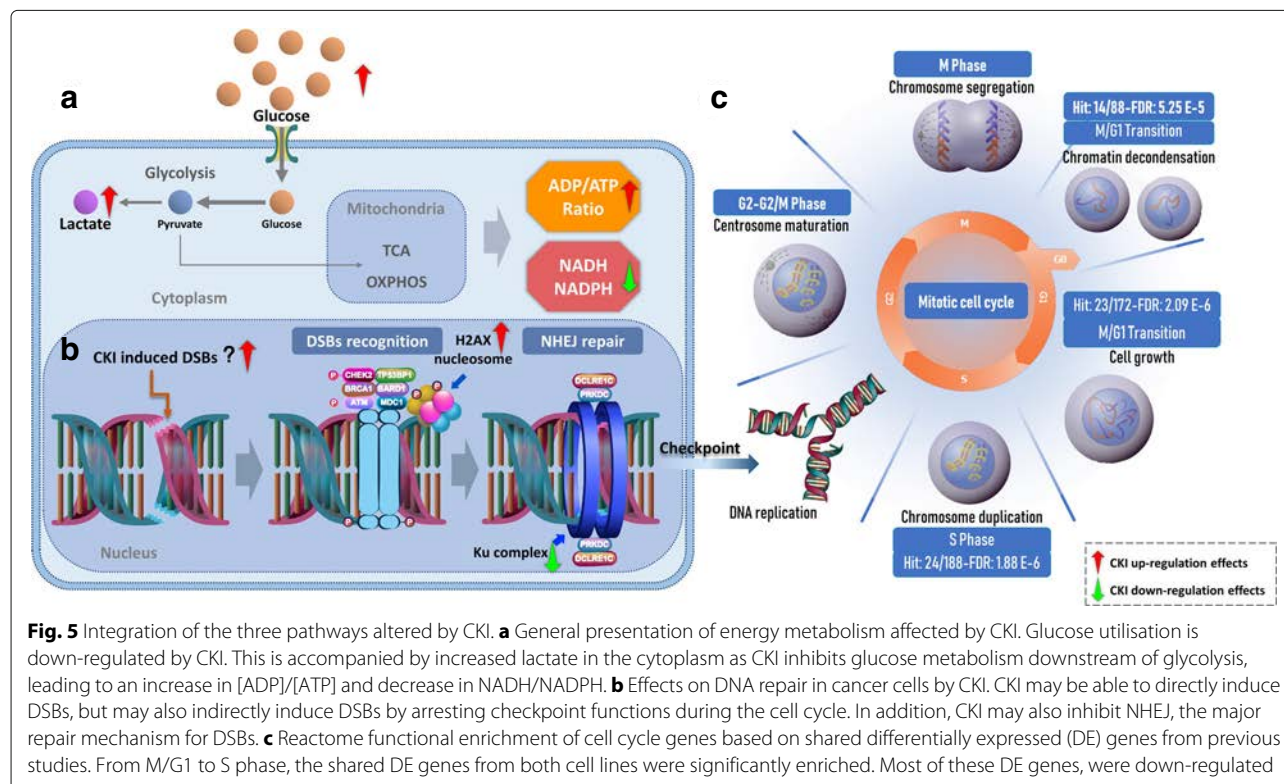 a
Glucose
Glycolysis
Lactate
Pyruvate
Glucose
Mitochondria
TCA
OXPHOS
Cytoplasm
ADP/ATP
Ratio
NADH
NADPH
b
CKI induced DSBs ?
DSBs recognition
H2AX
nucleosome
NHEJ repair
P
CHEK2
TP53BP1
BRCA1
BARD1
P
P
ATM
MDC1
P
P
P
DCLRE1C
PRKDC
Ku complex
PRKDC
DCLRE1C
Nucleus
Checkpoint
c
M Phase
Chromosome segregation
Hit: 14/88-FDR: 5.25 E-5
M/G1 Transition
Chromatin decondensation
G2-G2/M Phase
Centrosome maturation
M
G0
G2
G1
S
Mitotic cell cycle
Hit: 23/172-FDR: 2.09 E-6
M/G1 Transition
Cell growth
DNA replication
Chromosome duplication
S Phase
Hit: 24/188-FDR: 1.88 E-6
CKI up-regulation effects
CKI down-regulation effects
Fig. 5 Integration of the three pathways altered by CKI. a General presentation of energy metabolism affected by CKI. Glucose utilisation is
down-regulated by CKI. This is accompanied by increased lactate in the cytoplasm as CKI inhibits glucose metabolism downstream of glycolysis,
leading to an increase in [ADP]/[ATP] and decrease in NADH/NADPH. b Effects on DNA repair in cancer cells by CKI. CKI may be able to directly induce
DSBs, but may also indirectly induce DSBs by arresting checkpoint functions during the cell cycle. In addition, CKI may also inhibit NHEJ, the major
repair mechanism for DSBs. c Reactome functional enrichment of cell cycle genes based on shared differentially expressed (DE) genes from previous
studies. From M/G1 to S phase, the shared DE genes from both cell lines were significantly enriched. Most of these DE genes, were down-regulated